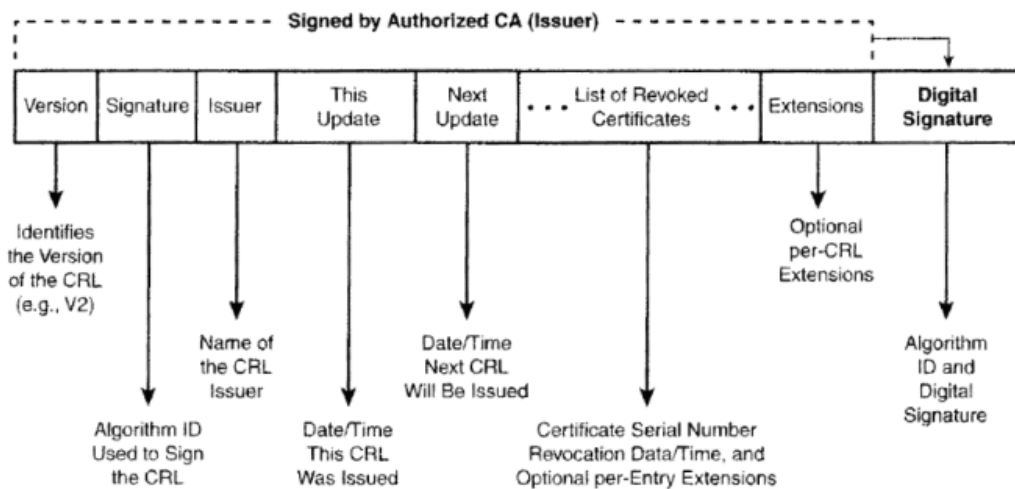 Signed by Authorized CA (Issuer)
Version
Signature
Issuer
This
Update
Next
Update
• • • List of Revoked • • •
Certificates
Extensions
Digital
Signature
Identifies
the Version
of the CRL
(e.g., V2)
Algorithm ID
Used to Sign
the CRL
Name of
the CRL
Issuer
Date/Time
This CRL
Was Issued
Date/Time
Next CRL
Will Be Issued
Certificate Serial Number
Revocation Data/Time, and
Optional per-Entry Extensions
Optional
per-CRL
Extensions
Algorithm
ID and
Digital
Signature